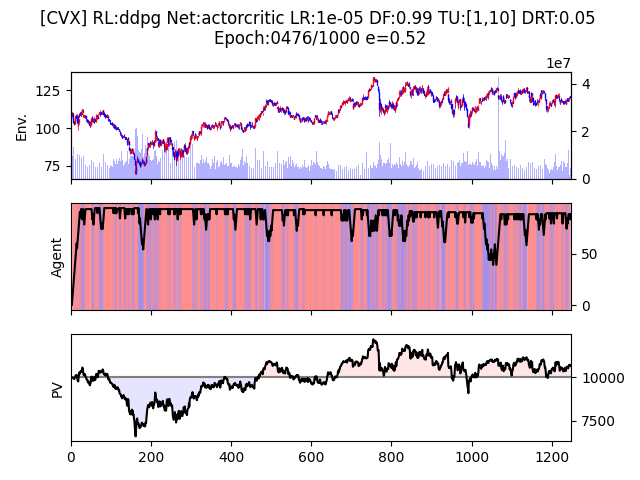 [CVX] RL:ddpg Net:actorcritic LR:1e-05 DF:0.99 TU:[1,10] DRT:0.05
Epoch:0476/1000 e=0.52
1e7
125
100
75
Env.
4
2
0
Agent
50
0
PV
10000
7500
0 200 400 600 800 1000 1200